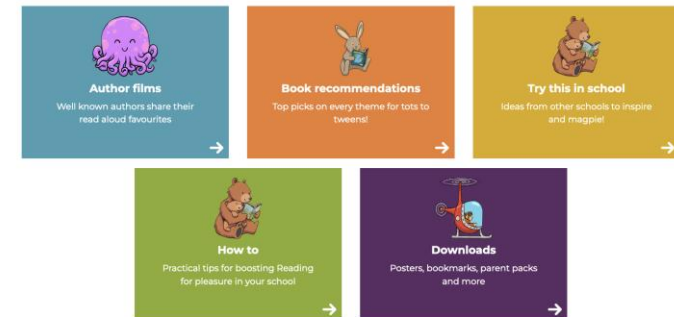 Author films
Well known authors share their
read aloud favourites
Book recommendations
Top picks on every theme for tots to
tweens!
Try this in school
Ideas from other schools to inspire
and magpie!
How to
Practical tips for boosting Reading
for pleasure in your school
Downloads
Posters, bookmarks, parent packs
and more